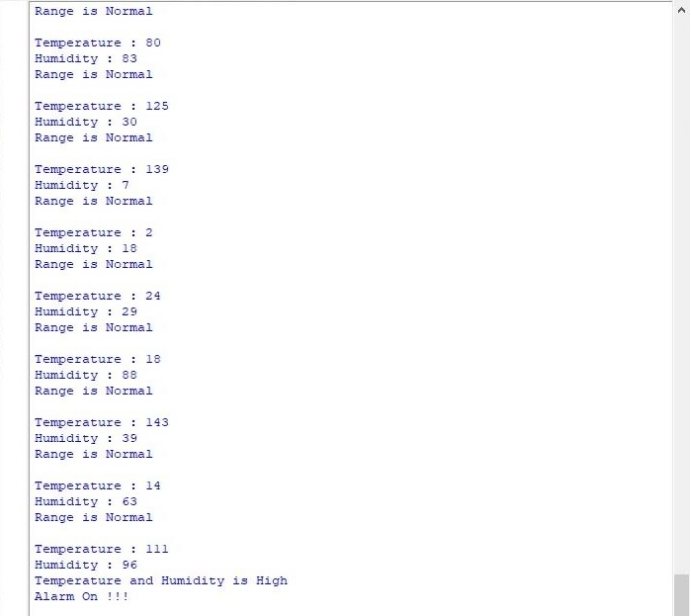 Range is Normal
Temperature : 80
Humidity : 83
Range is Normal
Temperature : 125
Humidity : 30
Range is Normal
Temperature : 139
Humidity : 7
Range is Normal
Temperature : 2
Humidity : 18
Range is Normal
Temperature : 24
Humidity : 29
Range is Normal
Temperature : 18
Humidity : 88
Range is Normal
Temperature : 143
Humidity : 39
Range is Normal
Temperature : 14
Humidity : 63
Range is Normal
Temperature : 111
Humidity : 96
Temperature and Humidity is High
Alarm On !!!